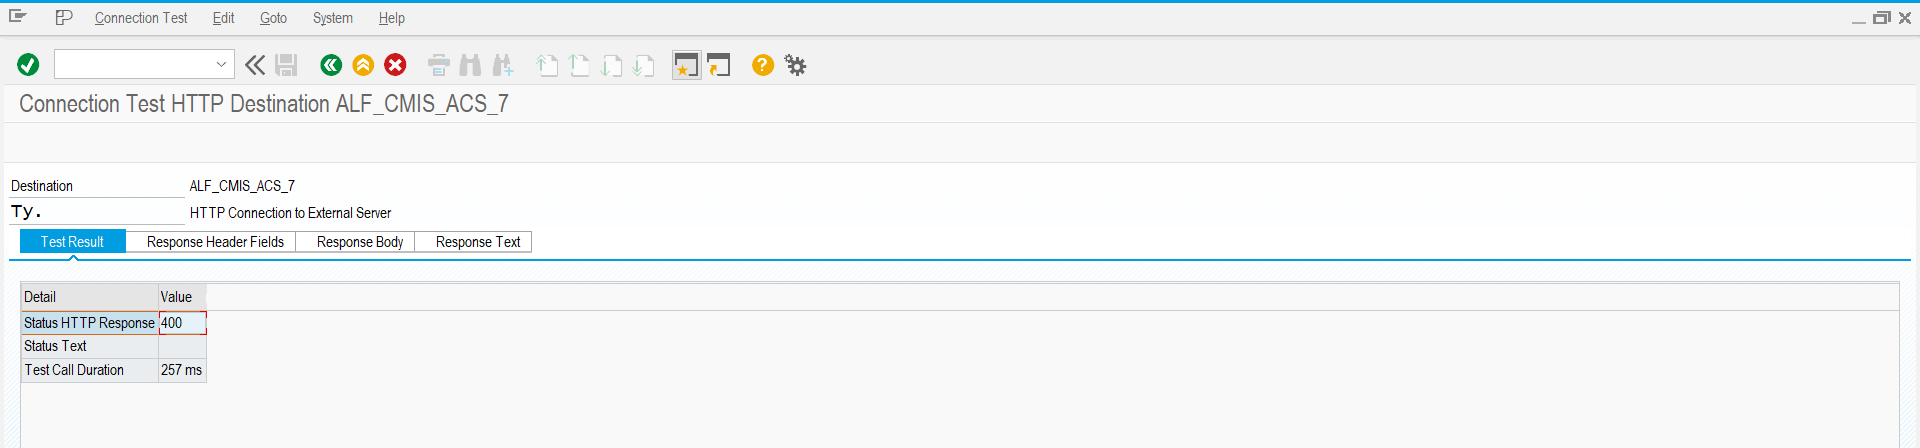 Connection Test Edit Goto System Help
Connection Test HTTP Destination ALF_CMIS_ACS_7
Destination ALF_CMIS_ACS_7
Ty. HTTP Connection to External Server
Test Result Response Header Fields Response Body Response Text
Detail Value
Status HTTP Response 400
Status Text
Test Call Duration 257 ms